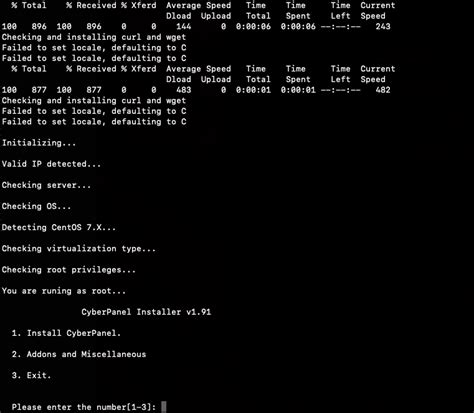 % Total % Received % Xferd Average Speed Time Time Time Current
Dload Upload Total Spent Left Speed
100 896 100 896 0 0 144 0 0:00:06 0:00:06 --:--:-- 243
Checking and installing curl and wget
Failed to set locale, defaulting to C
Failed to set locale, defaulting to C
% Total % Received % Xferd Average Speed Time Time Time Current
Dload Upload Total Spent Left Speed
100 877 100 877 0 0 483 0 0:00:01 0:00:01 --:--:-- 482
Checking and installing curl and wget
Failed to set locale, defaulting to C
Failed to set locale, defaulting to C
Initializing...
Valid IP detected...
Checking server...
Checking OS...
Detecting CentOS 7.X...
Checking virtualization type...
Checking root privileges...
You are runing as root...
CyberPanel Installer v1.91
1. Install CyberPanel.
2. Addons and Miscellaneous
3. Exit.
Please enter the number[1-3]: